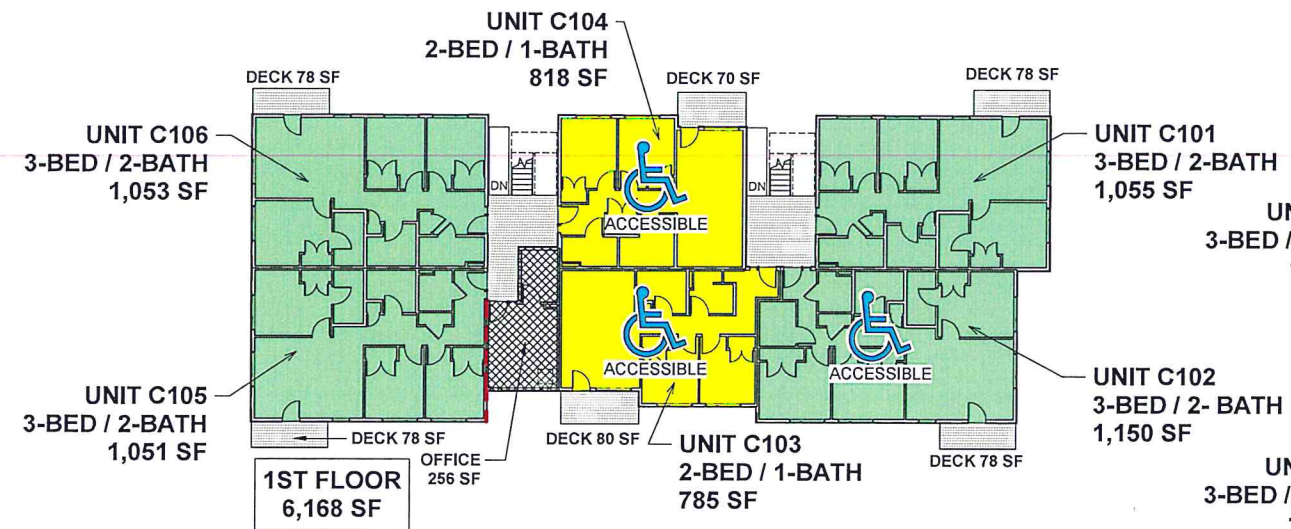 UNIT C104
2-BED / 1-BATH
818 SF
DECK 78 SF
DECK 70 SF
DECK 78 SF
UNIT C106
3-BED / 2-BATH
1,053 SF
UNIT C101
3-BED / 2-BATH
1,055 SF
DN
DN
ACCESSIBLE
UN
3-BED /
ACCESSIBLE
ACCESSIBLE
UNIT C105
3-BED / 2-BATH
1,051 SF
UNIT C102
3-BED / 2- BATH
1,150 SF
DECK 78 SF
OFFICE
256 SF
DECK 80 SF
UNIT C103
2-BED / 1-BATH
785 SF
DECK 78 SF
1ST FLOOR
6,168 SF
UN
3-BED /